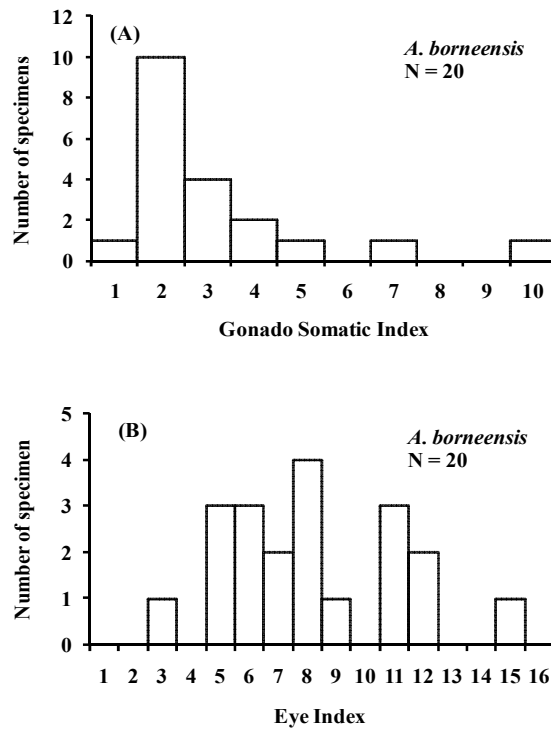 (A)
A. borneensis
N = 20
Number of specimens
12
10
8
6
4
2
0
1 2 3 4 5 6 7 8 9 10
Gonado Somatic Index
(B)
A. borneensis
N = 20
Number of specimen
5
4
3
2
1
0
1 2 3 4 5 6 7 8 9 10 11 12 13 14 15 16
Eye Index